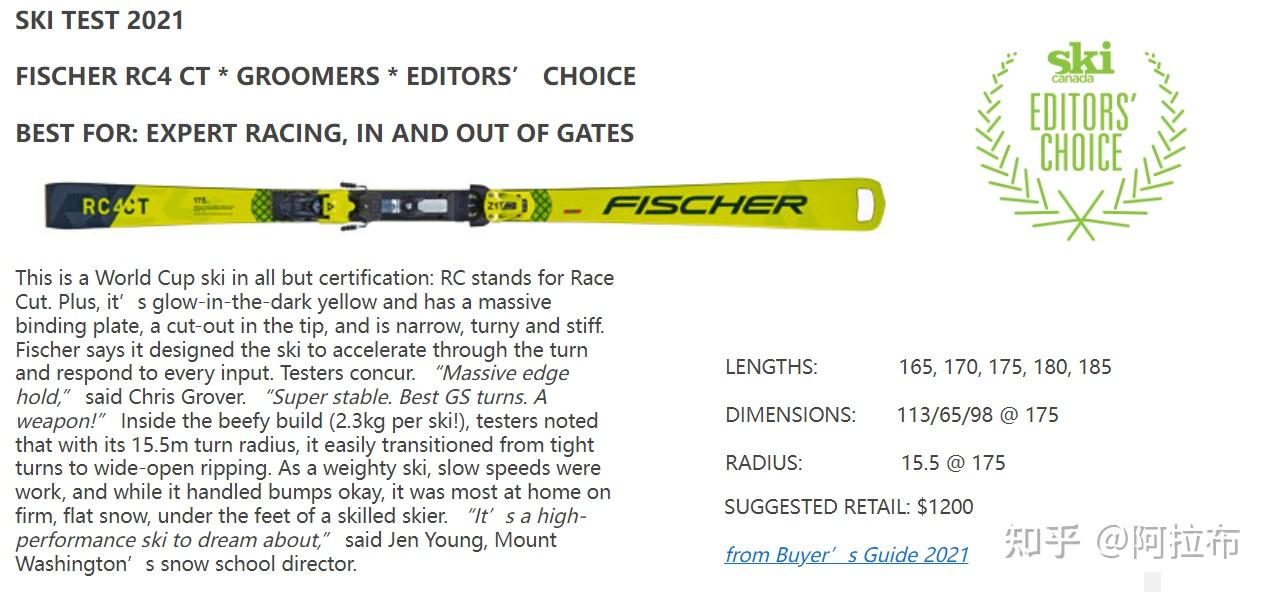 SKI TEST 2021
FISCHER RC4 CT * GROOMERS * EDITORS’ CHOICE
BEST FOR: EXPERT RACING, IN AND OUT OF GATES
ski
canada
EDITORS’
CHOICE
RC4 CT
175
FISCHER
This is a World Cup ski in all but certification: RC stands for Race
Cut. Plus, it’s glow-in-the-dark yellow and has a massive
binding plate, a cut-out in the tip, and is narrow, turny and stiff.
Fischer says it designed the ski to accelerate through the turn
and respond to every input. Testers concur. “Massive edge
hold,” said Chris Grover. “Super stable. Best GS turns. A
weapon!” Inside the beefy build (2.3kg per ski!), testers noted
that with its 15.5m turn radius, it easily transitioned from tight
turns to wide-open ripping. As a weighty ski, slow speeds were
work, and while it handled bumps okay, it was most at home on
firm, flat snow, under the feet of a skilled skier. “It’s a high-
performance ski to dream about,” said Jen Young, Mount
Washington’s snow school director.
LENGTHS: 165, 170, 175, 180, 185
DIMENSIONS: 113/65/98 @ 175
RADIUS: 15.5 @ 175
SUGGESTED RETAIL: $1200
from Buyer’s Guide 2021
知乎 @阿拉布